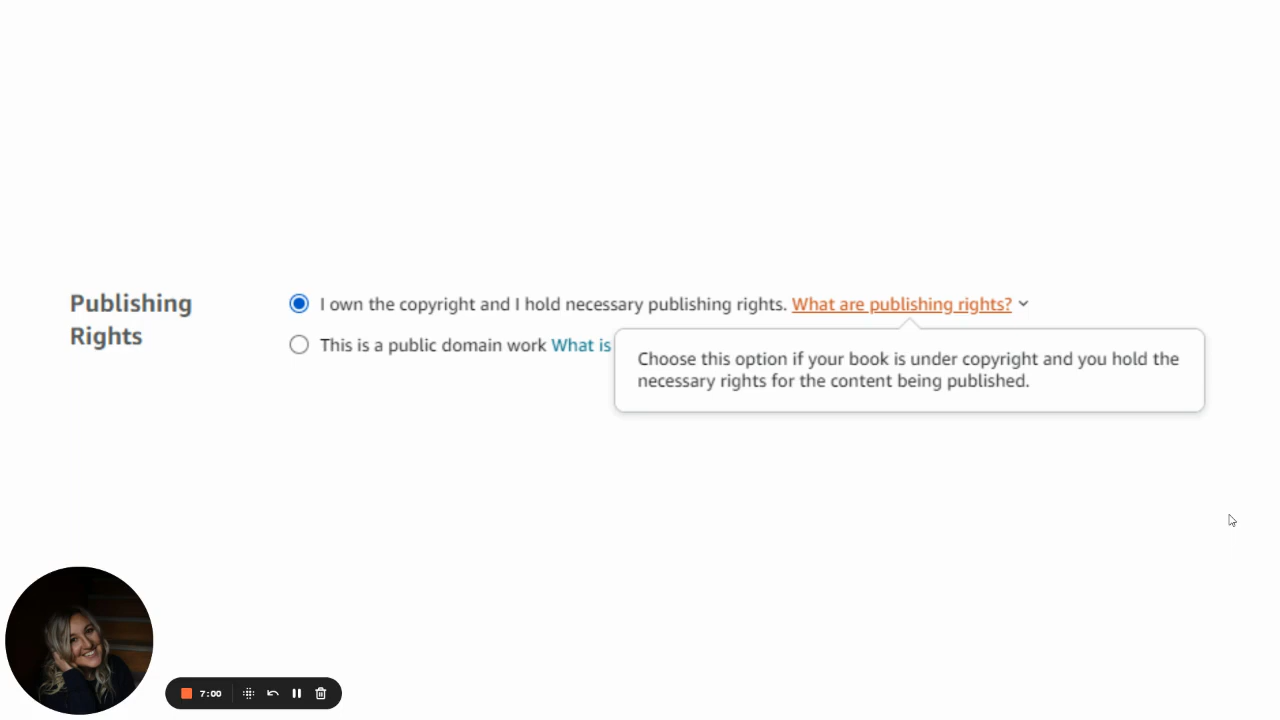 Publishing
Rights
I own the copyright and I hold necessary publishing rights. What are publishing rights?
This is a public domain work What is
Choose this option if your book is under copyright and you hold the
necessary rights for the content being published.
7:00